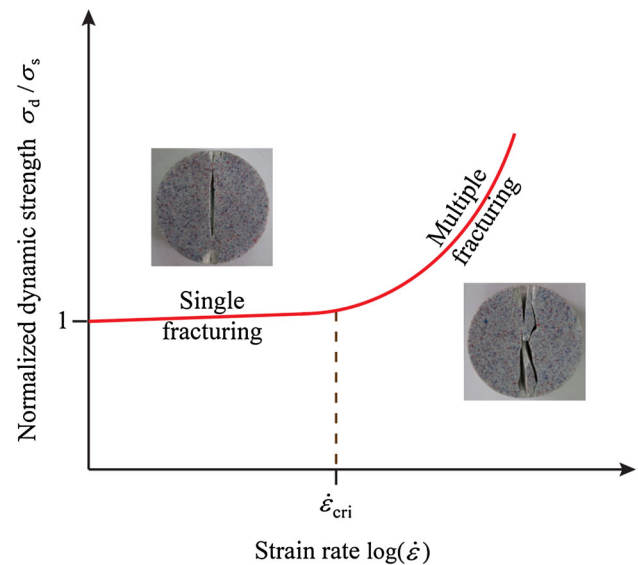 Normalized dynamic strength σd / σs
Multiple
fracturing
Single
fracturing
1
ε̇cri
Strain rate log(ε̇)